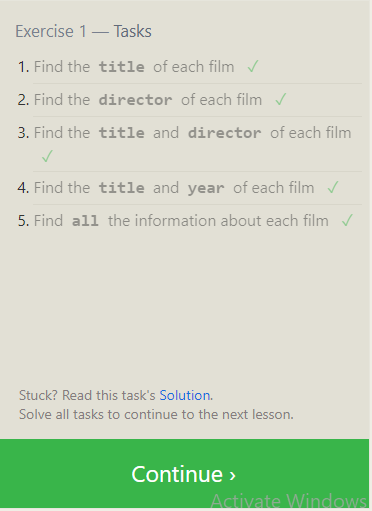 Exercise 1 — Tasks
1. Find the title of each film ✓
2. Find the director of each film ✓
3. Find the title and director of each film
✓
4. Find the title and year of each film ✓
5. Find all the information about each film ✓
Stuck? Read this task's Solution.
Solve all tasks to continue to the next lesson.
Continue ›
Activate Windows